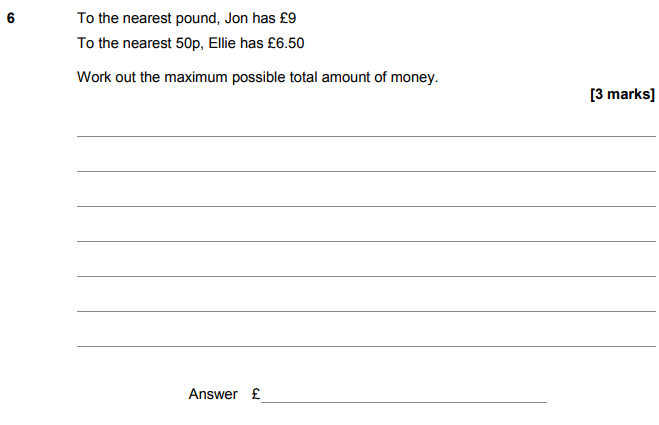 6 To the nearest pound, Jon has £9
To the nearest 50p, Ellie has £6.50
Work out the maximum possible total amount of money.
[3 marks]
Answer £